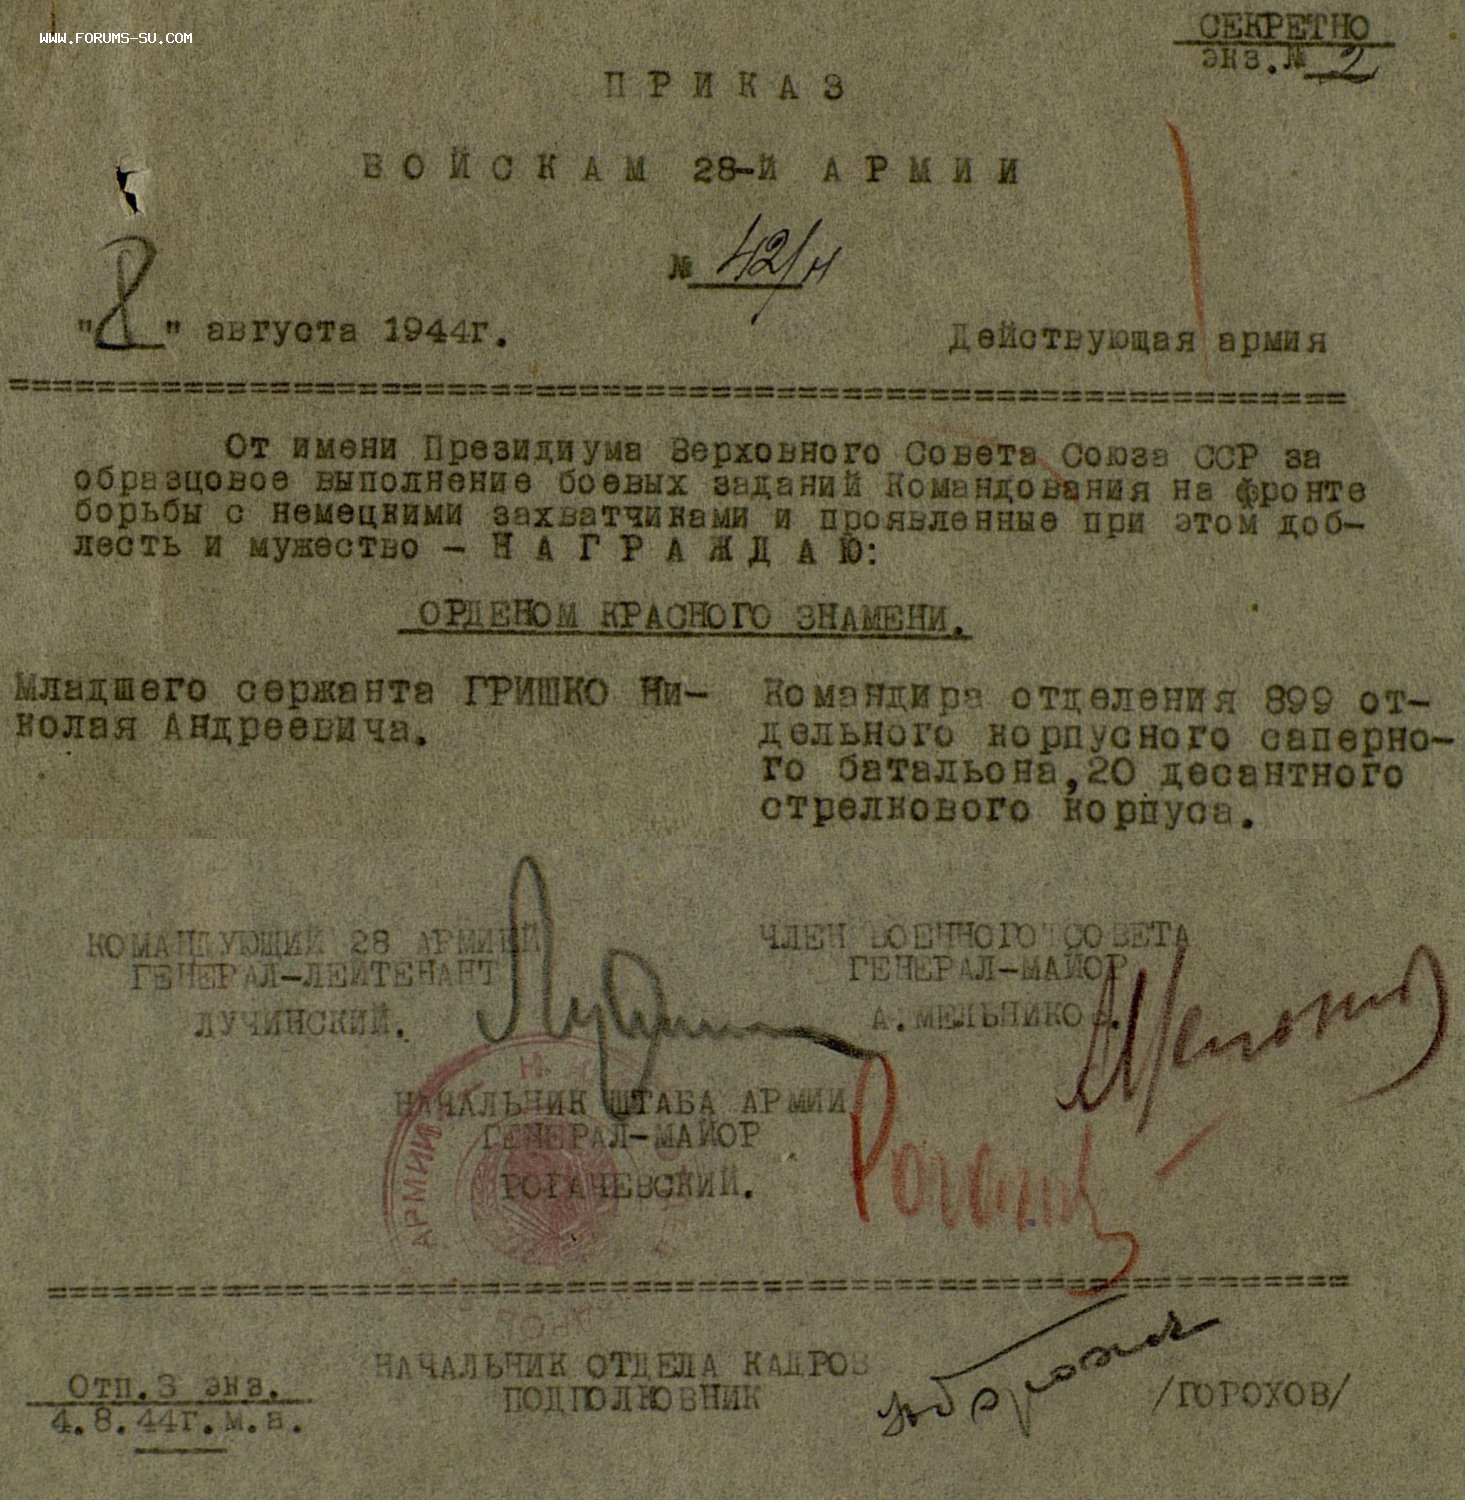 WWW.FORUMS-SU.COM
СЕКРЕТНО
экз.№ 2
ПРИКАЗ
ВОЙСКАМ 28-Й АРМИИ
№ 42/н
"8" августа 1944г.
Действующая армия
От имени Президиума Верховного Совета Союза ССР за
образцовое выполнение боевых заданий Командования на фронте
борьбы с немецкими захватчиками и проявленные при этом доб-
лесть и мужество - НАГРАЖДАЮ:
ОРДЕНОМ КРАСНОГО ЗНАМЕНИ.
Младшего сержанта ГРИШКО Ни-
колая Андреевича.
Командира отделения 899 от-
дельного корпусного саперно-
го батальона,20 десантного
стрелкового корпуса.
КОМАНДУЮЩИЙ 28 АРМИЕЙ
ГЕНЕРАЛ-ЛЕЙТЕНАНТ
ЛУЧИНСКИЙ.
ЧЛЕН ВОЕННОГО СОВЕТА
ГЕНЕРАЛ-МАЙОР
А.МЕЛЬНИКОВ.
НАЧАЛЬНИК ШТАБА АРМИИ
ГЕНЕРАЛ-МАЙОР
РОГАЧЕВСКИЙ.
АРМИИ
НАЧАЛЬНИК ОТДЕЛА КАДРОВ
ПОДПОЛКОВНИК
/ГОРОХОВ/
Отп.3 экз.
4.8.44г.м.в.